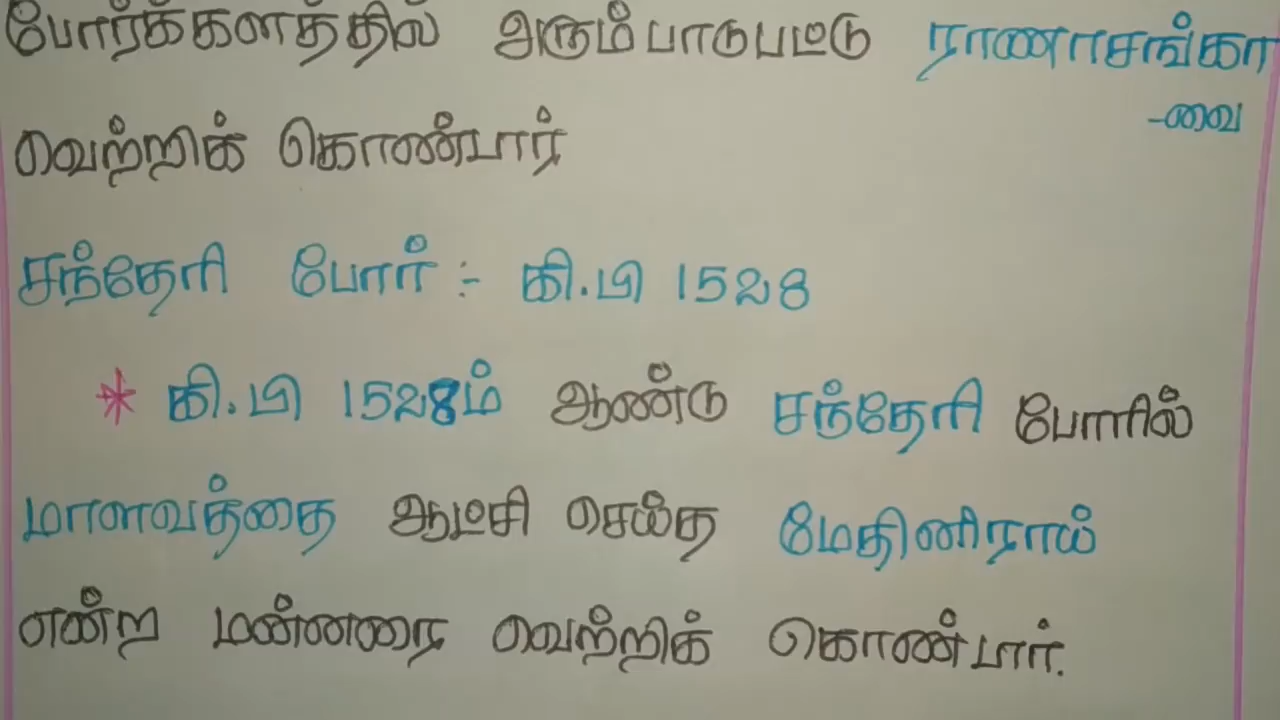 போர்க்களத்தில் அரும்பாடுபட்டு ராணாசங்கா
-வை
வெற்றிக் கொண்பார்
சந்தேரி போர் :- கி.பி 1528
* கி.பி 1528ம் ஆண்டு சந்தேரி போரில்
மாளவத்தை ஆட்சி செய்த மேதினிராய்
என்ற மன்னரை வெற்றிக் கொண்பார்.